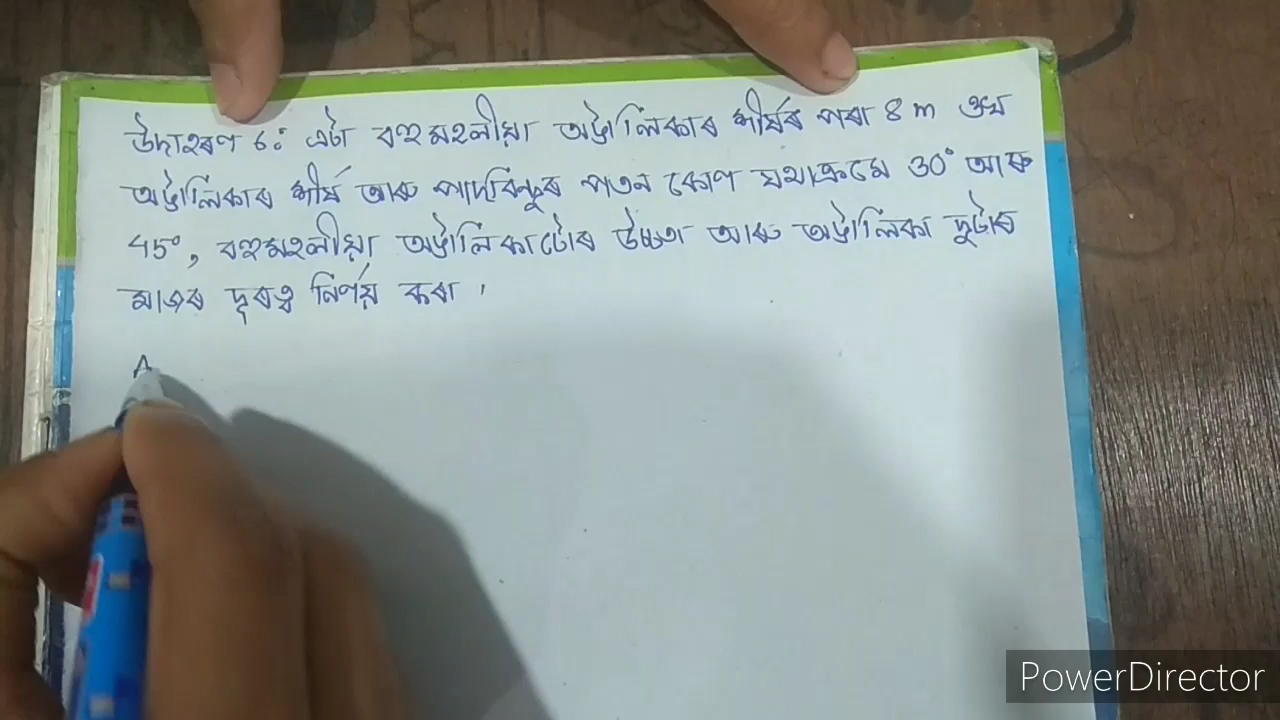 উদাহৰণ 6: এটা বহুমহলীয়া অট্টালিকাৰ শীৰ্ষৰ পৰা 8 m ওখ
অট্টালিকাৰ শীৰ্ষ আৰু পাদবিন্দুৰ পতন কোণ যথাক্ৰমে 30° আৰু
45°, বহুমহলীয়া অট্টালিকাটোৰ উচ্চতা আৰু অট্টালিকা দুটাৰ
মাজৰ দূৰত্ব নিৰ্ণয় কৰা ।
A
PowerDirector